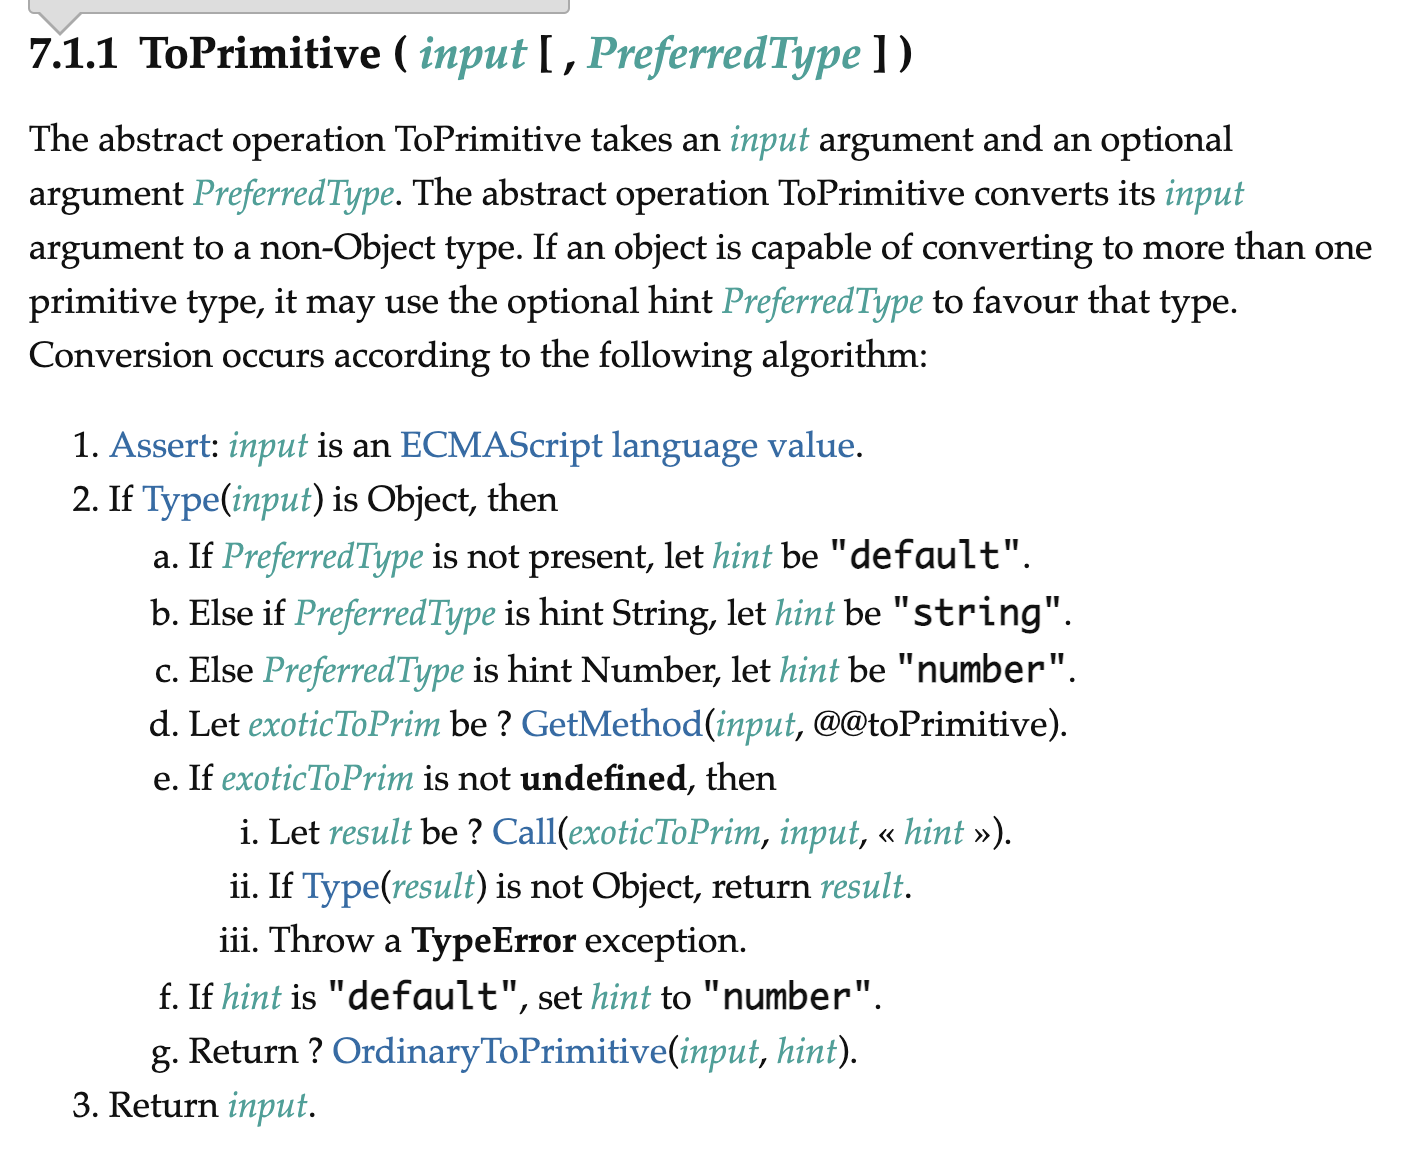 7.1.1 ToPrimitive ( input [ , PreferredType ] )
The abstract operation ToPrimitive takes an input argument and an optional
argument PreferredType. The abstract operation ToPrimitive converts its input
argument to a non-Object type. If an object is capable of converting to more than one
primitive type, it may use the optional hint PreferredType to favour that type.
Conversion occurs according to the following algorithm:
1. Assert: input is an ECMAScript language value.
2. If Type(input) is Object, then
a. If PreferredType is not present, let hint be "default".
b. Else if PreferredType is hint String, let hint be "string".
c. Else PreferredType is hint Number, let hint be "number".
d. Let exoticToPrim be ? GetMethod(input, @@toPrimitive).
e. If exoticToPrim is not undefined, then
i. Let result be ? Call(exoticToPrim, input, « hint »).
ii. If Type(result) is not Object, return result.
iii. Throw a TypeError exception.
f. If hint is "default", set hint to "number".
g. Return ? OrdinaryToPrimitive(input, hint).
3. Return input.